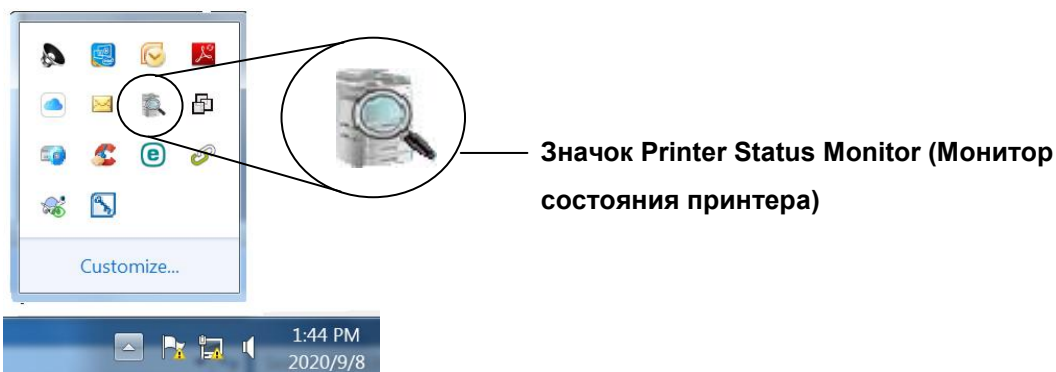 Значок Printer Status Monitor (Монитор
состояния принтера)
Customize...
1:44 PM
2020/9/8